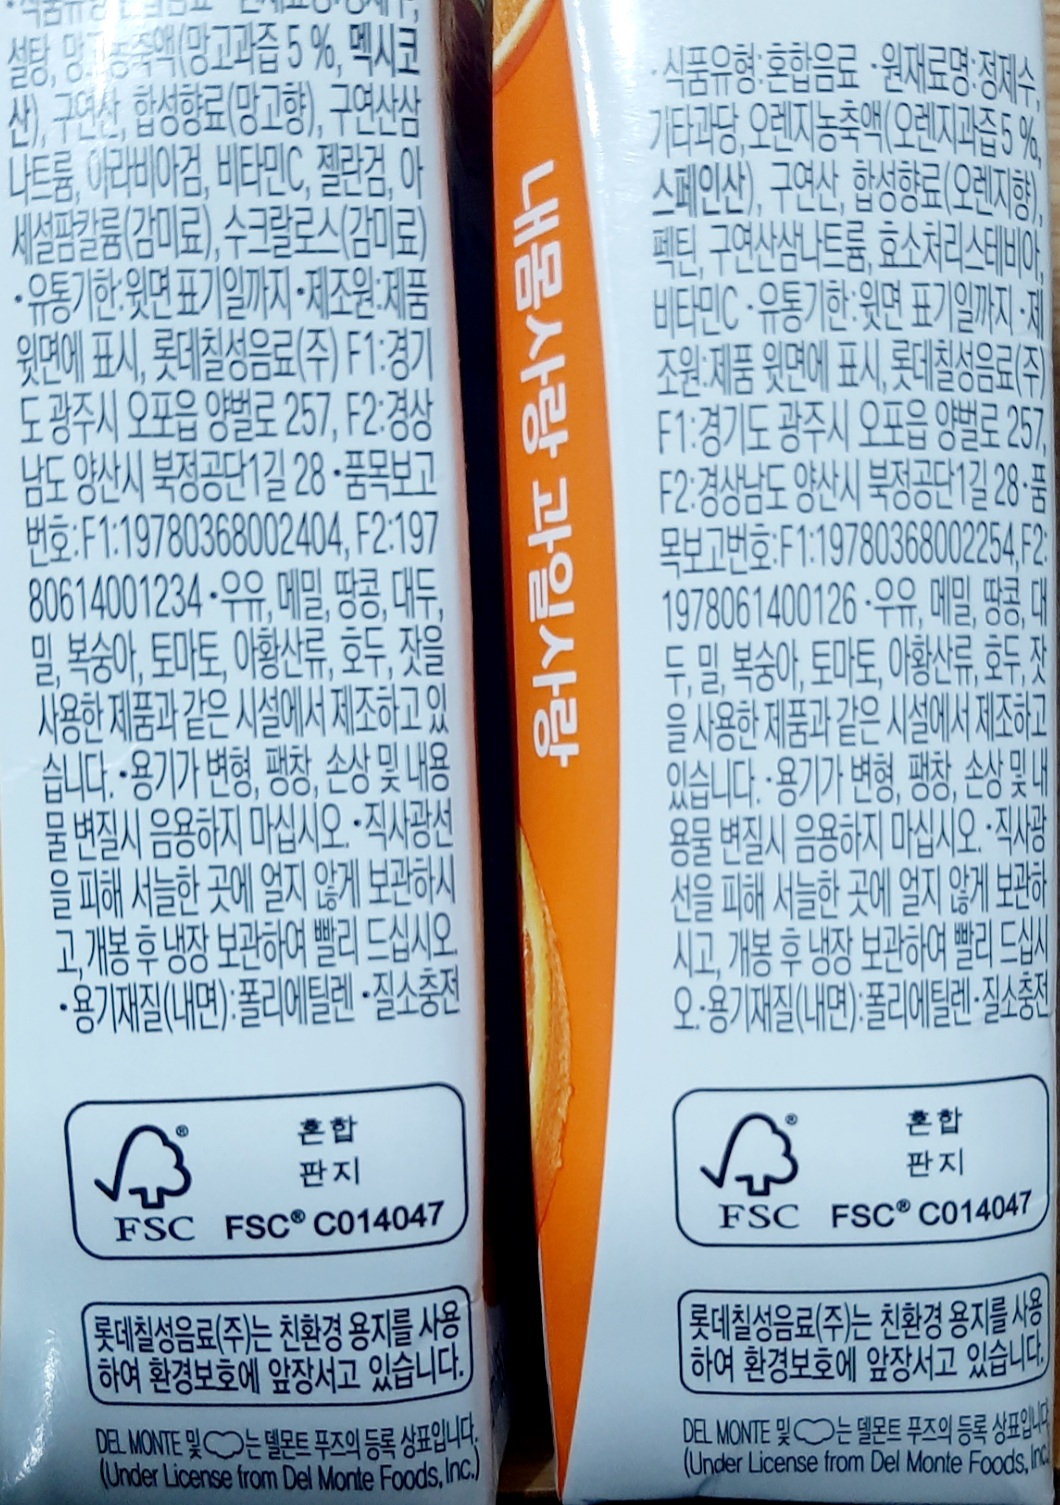 설탕, 망고농축액(망고과즙 5 %, 멕시코
산), 구연산, 합성향료(망고향), 구연산삼
나트륨, 아라비아검, 비타민C, 젤란검, 아
세설팜칼륨(감미료), 수크랄로스(감미료)
•유통기한:윗면 표기일까지 •제조원:제품
윗면에 표시, 롯데칠성음료(주) F1:경기
도 광주시 오포읍 양벌로 257, F2:경상
남도 양산시 북정공단1길 28 •품목보고
번호:F1:19780368002404, F2:197
80614001234 •우유, 메밀, 땅콩, 대두,
밀, 복숭아, 토마토, 아황산류, 호두, 잣을
사용한 제품과 같은 시설에서 제조하고 있
습니다. •용기가 변형, 팽창, 손상 및 내용
물 변질시 음용하지 마십시오. •직사광선
을 피해 서늘한 곳에 얼지 않게 보관하시
고, 개봉 후 냉장 보관하여 빨리 드십시오
•용기재질(내면):폴리에틸렌 •질소충전
혼합
판지
FSC
FSC® C014047
롯데칠성음료(주)는 친환경 용지를 사용
하여 환경보호에 앞장서고 있습니다.
DEL MONTE 및 는 델몬트 푸즈의 등록 상표입니다.
(Under License from Del Monte Foods, Inc.)
내몸사랑 과일사랑
•식품유형:혼합음료 •원재료명:정제수,
기타과당, 오렌지농축액(오렌지과즙 5 %,
스페인산), 구연산, 합성향료(오렌지향),
펙틴, 구연산삼나트륨, 효소처리스테비아,
비타민C •유통기한:윗면 표기일까지 •제
조원:제품 윗면에 표시, 롯데칠성음료(주)
F1:경기도 광주시 오포읍 양벌로 257,
F2:경상남도 양산시 북정공단1길 28 •품
목보고번호:F1:19780368002254, F2:
1978061400126 •우유, 메밀, 땅콩, 대
두, 밀, 복숭아, 토마토, 아황산류, 호두, 잣
을 사용한 제품과 같은 시설에서 제조하고
있습니다. •용기가 변형, 팽창, 손상 및 내
용물 변질시 음용하지 마십시오. •직사광
선을 피해 서늘한 곳에 얼지 않게 보관하
시고, 개봉 후 냉장 보관하여 빨리 드십시
오. •용기재질(내면):폴리에틸렌 •질소충전
혼합
판지
FSC
FSC® C014047
롯데칠성음료(주)는 친환경 용지를 사용
하여 환경보호에 앞장서고 있습니다.
DEL MONTE 및 는 델몬트 푸즈의 등록 상표입니다.
(Under License from Del Monte Foods, Inc.